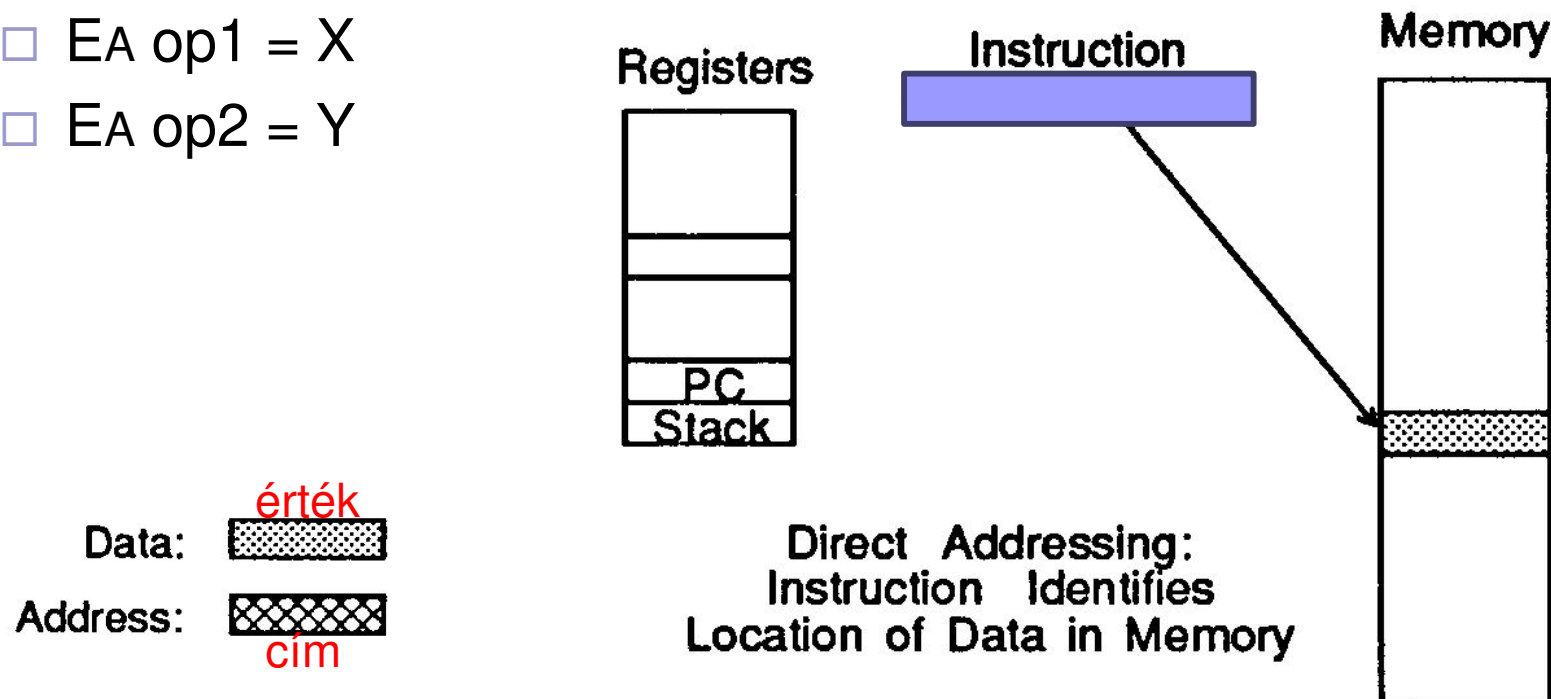 EA op1 = X
EA op2 = Y
Registers
Instruction
Memory
PC
Stack
érték
Data:
Address:
cím
Direct Addressing:
Instruction Identifies
Location of Data in Memory